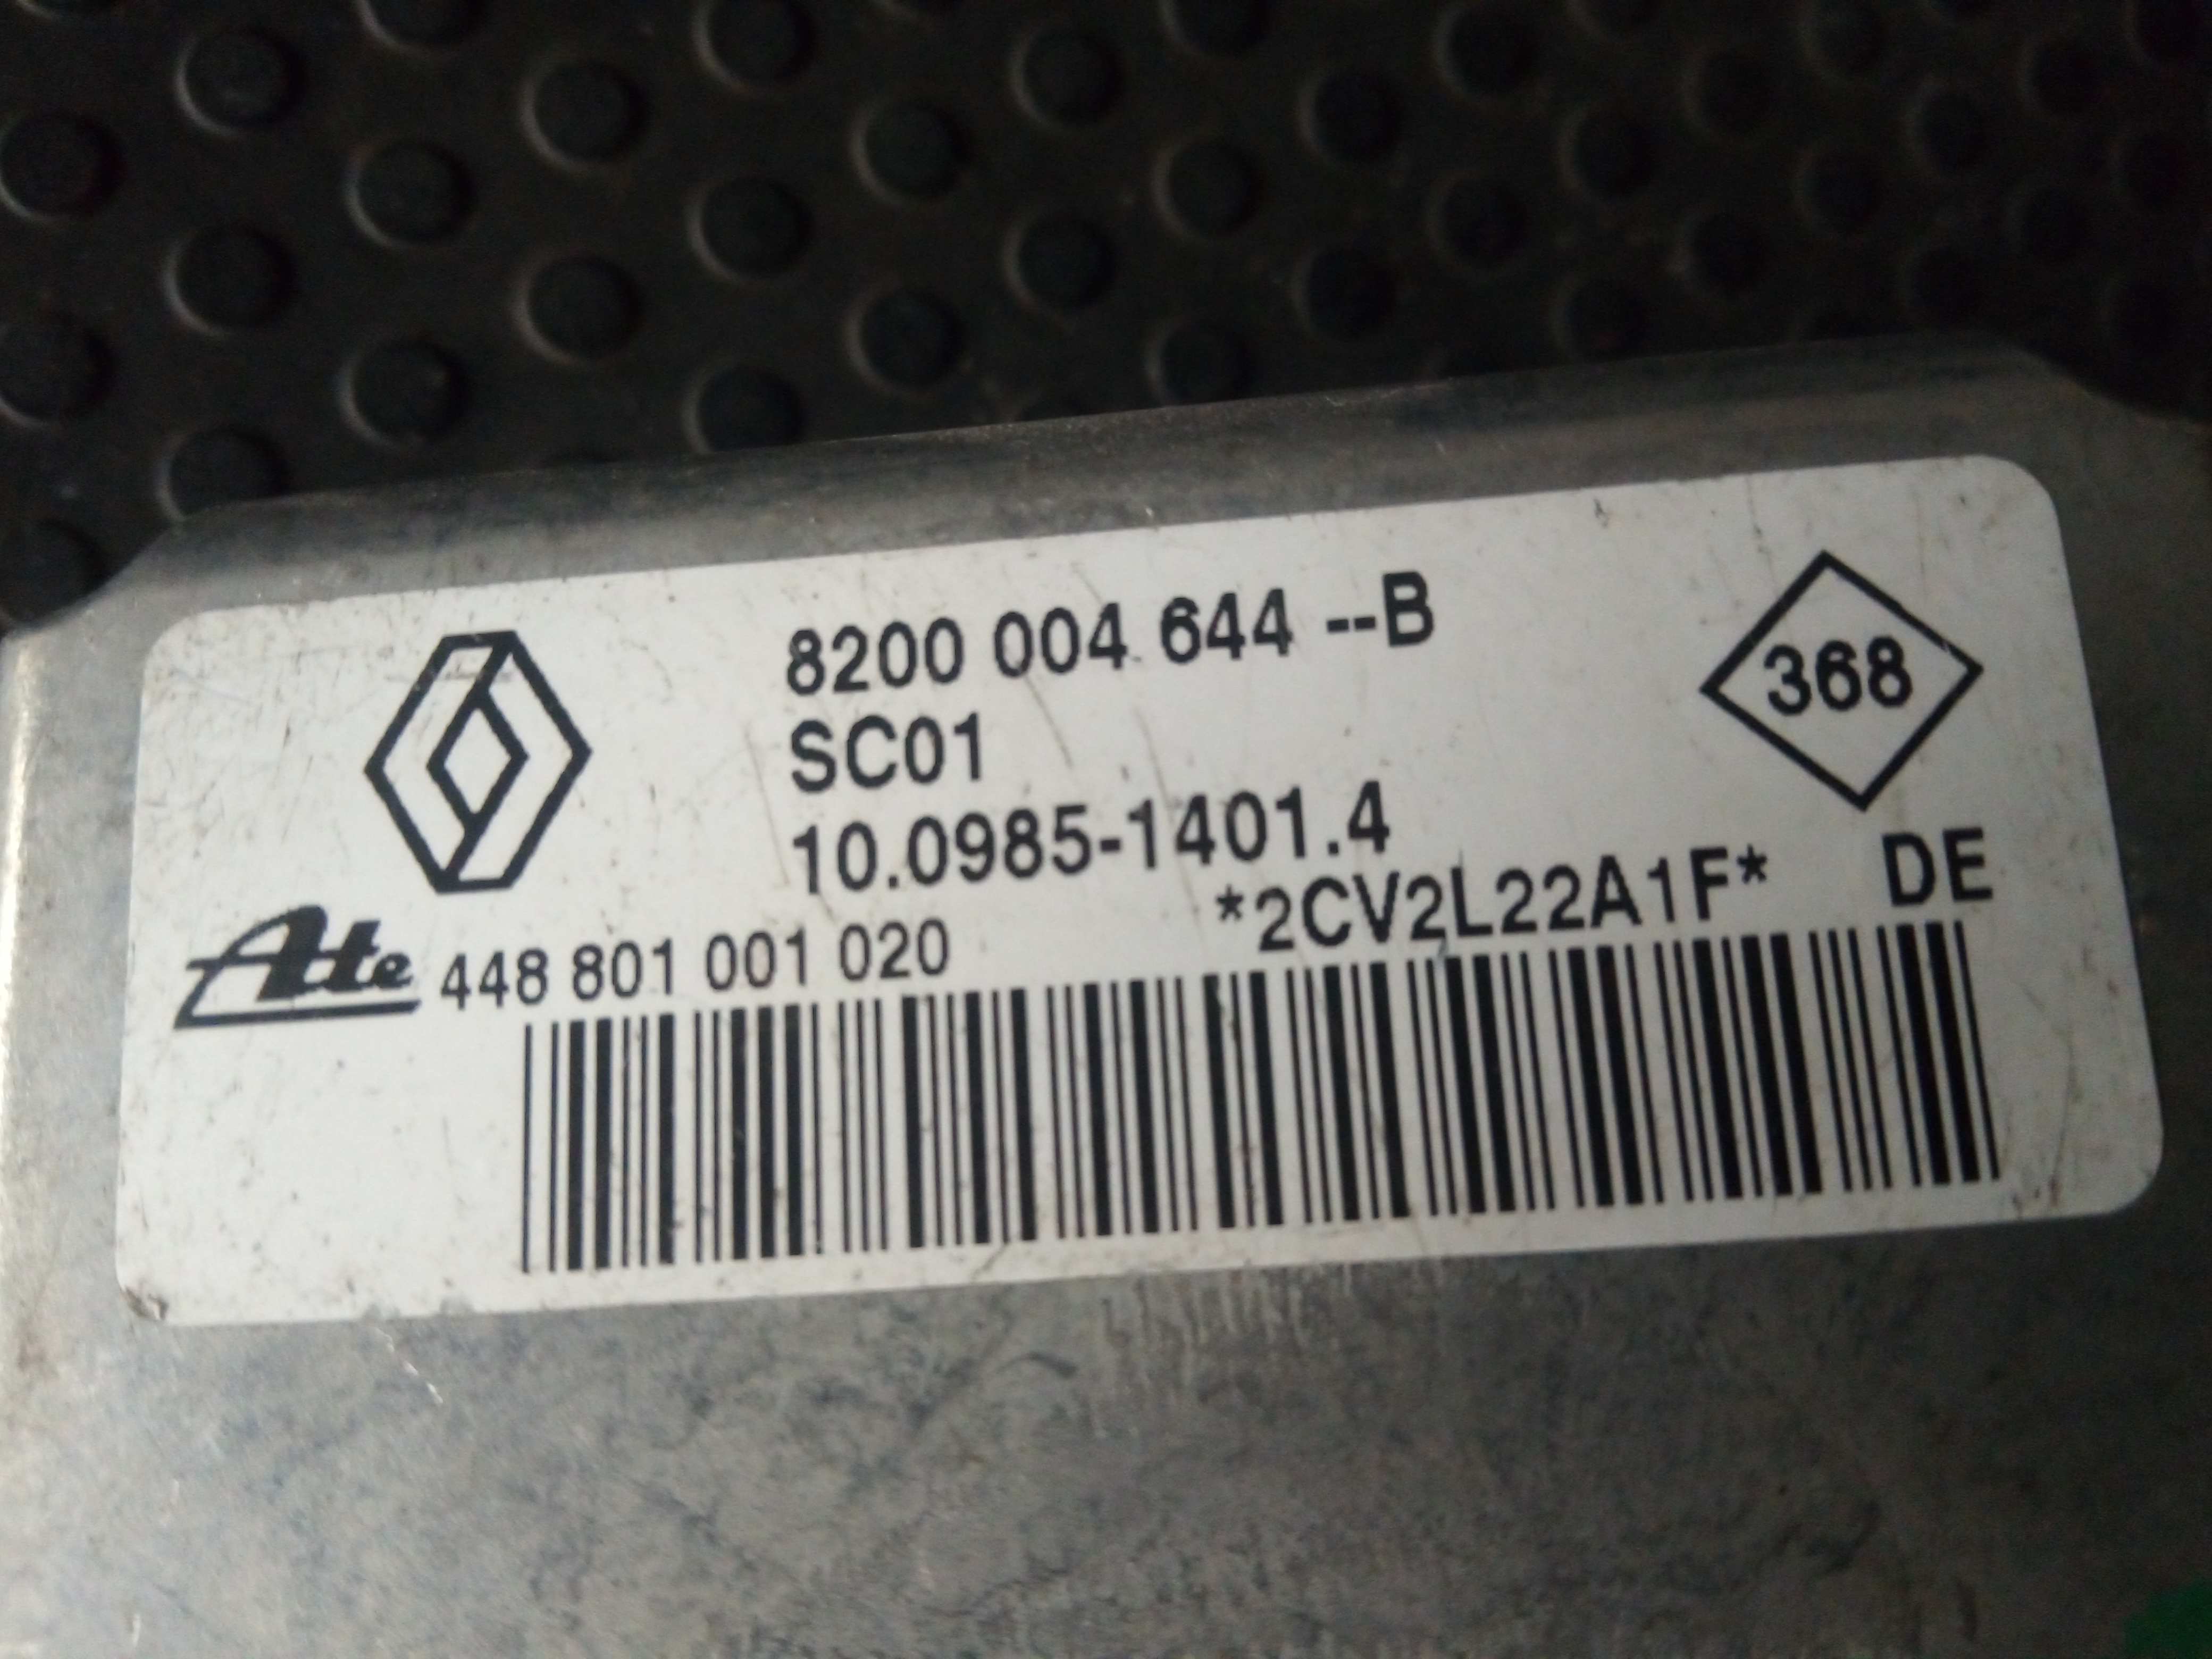 8200 004 644 --B
368
SC01
10.0985-1401.4
*2CV2L22A1F* DE
Ate 448 801 001 020